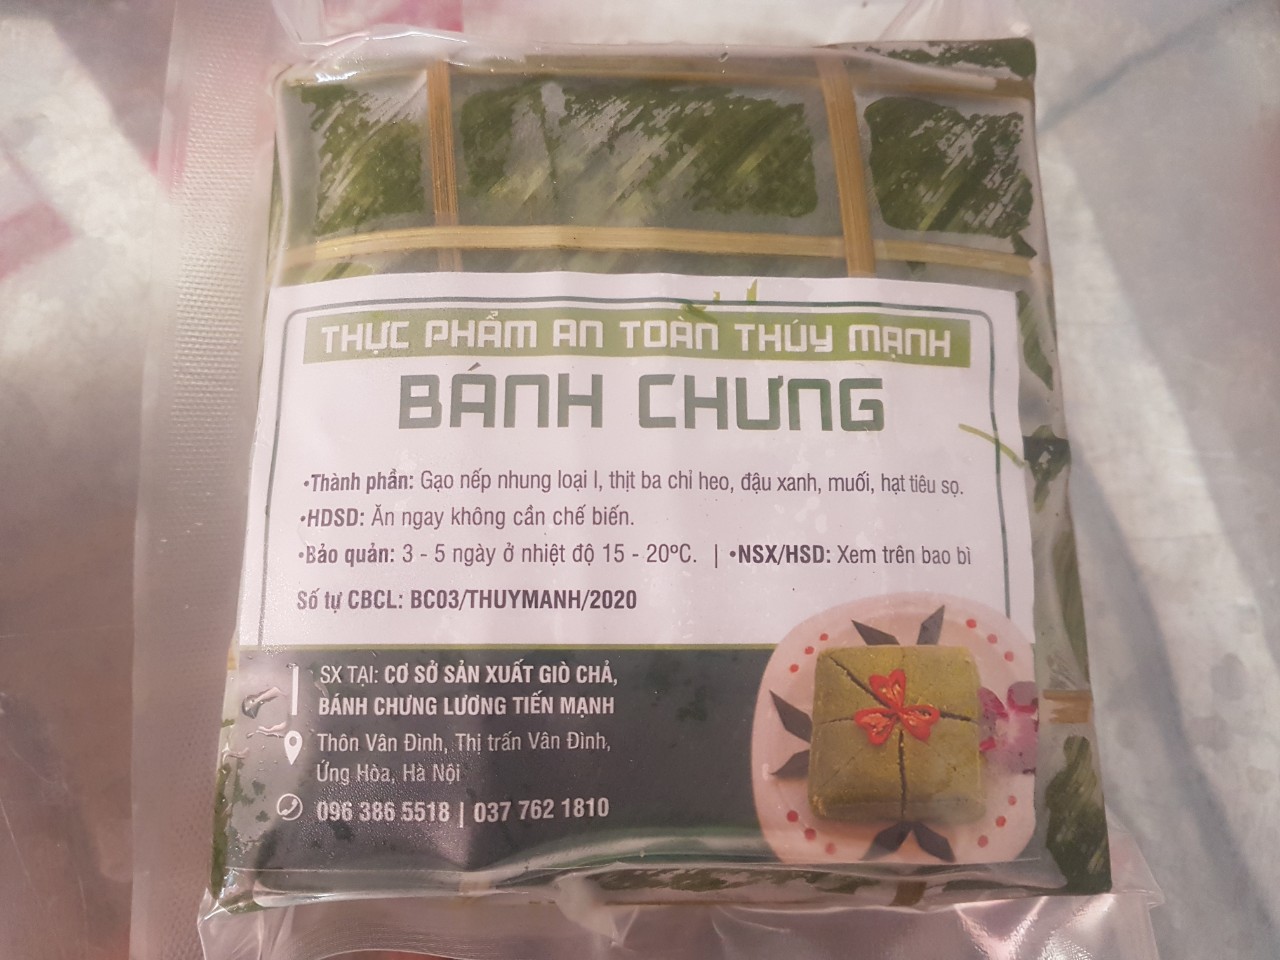 THỰC PHẨM AN TOÀN THÚY MẠNH
BÁNH CHƯNG
•Thành phần: Gạo nếp nhung loại I, thịt ba chỉ heo, đậu xanh, muối, hạt tiêu sọ.
•HDSD: Ăn ngay không cần chế biến.
•Bảo quản: 3 - 5 ngày ở nhiệt độ 15 - 20ºC. | •NSX/HSD: Xem trên bao bì
Số tự CBCL: BC03/THUYMANH/2020
SX TẠI: CƠ SỞ SẢN XUẤT GIÒ CHẢ,
BÁNH CHƯNG LƯƠNG TIẾN MẠNH
Thôn Vân Đình, Thị trấn Vân Đình,
Ứng Hòa, Hà Nội
096 386 5518 | 037 762 1810